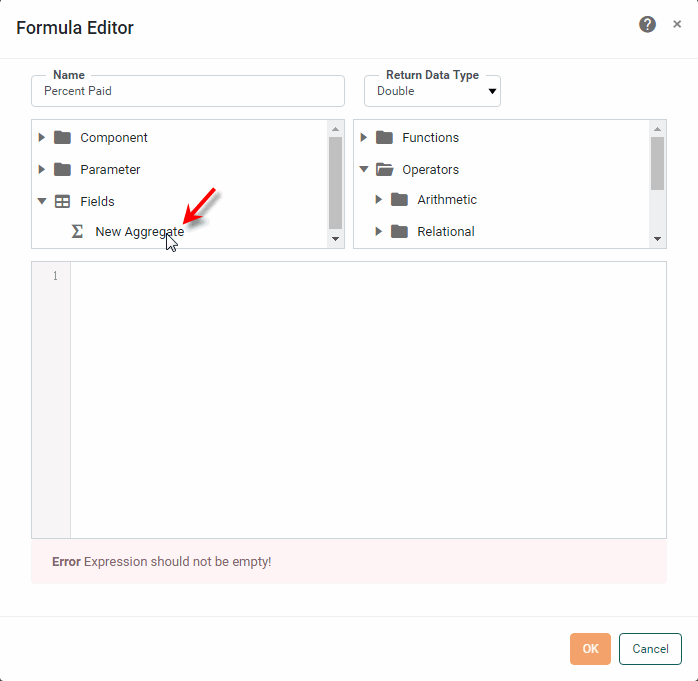 Formula Editor
Name
Return Data Type
Percent Paid
Double
Component
Parameter
Fields
New Aggregate
Functions
Operators
Arithmetic
Relational
1
Error Expression should not be empty!
OK
Cancel